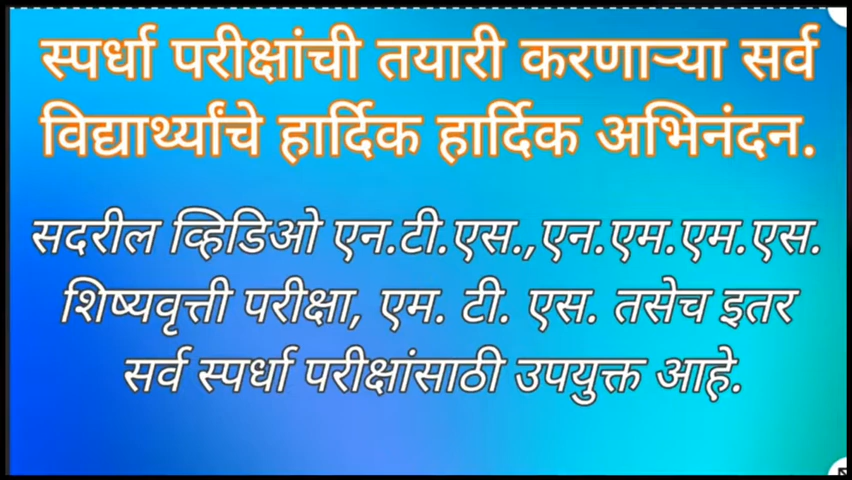 स्पर्धा परीक्षांची तयारी करणाऱ्या सर्व
विद्यार्थ्यांचे हार्दिक हार्दिक अभिनंदन.
सदरील व्हिडिओ एन.टी.एस.,एन.एम.एम.एस.
शिष्यवृत्ती परीक्षा, एम. टी. एस. तसेच इतर
सर्व स्पर्धा परीक्षांसाठी उपयुक्त आहे.